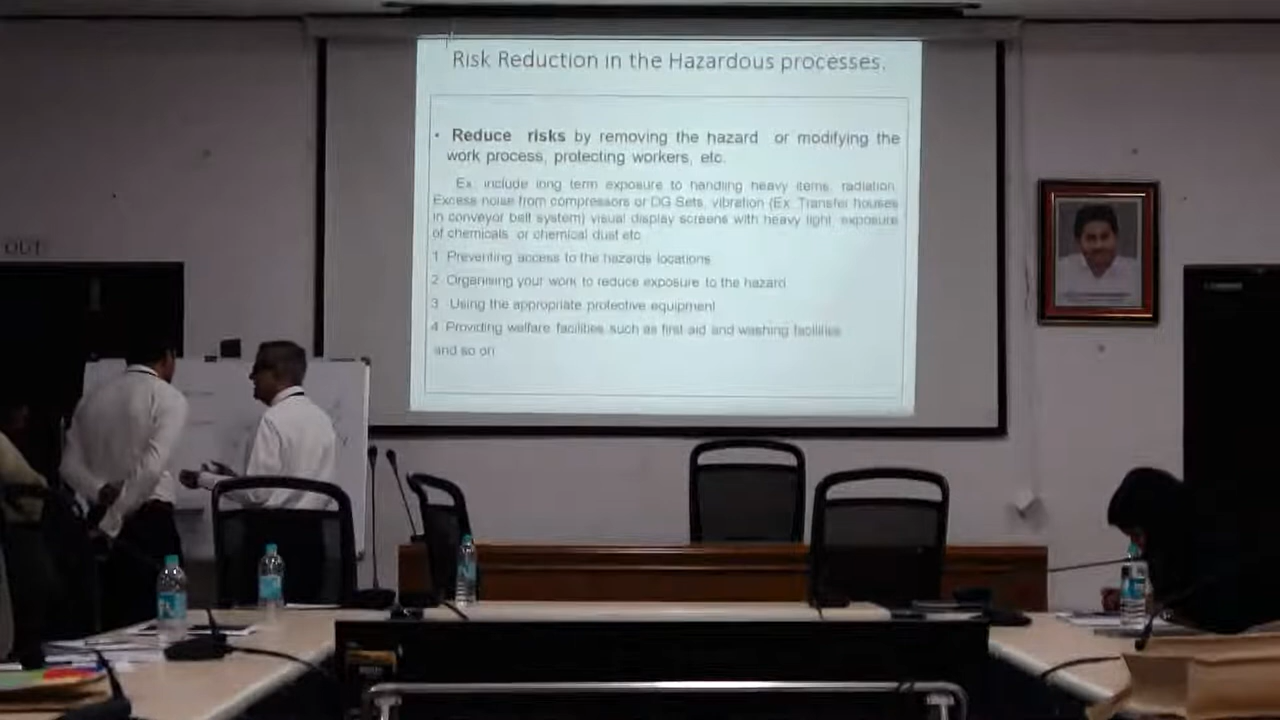 Risk Reduction in the Hazardous processes.
• Reduce risks by removing the hazard or modifying the
work process, protecting workers, etc.
Ex. include long term exposure to handling heavy items, radiation,
Excess noise from compressors or DG Sets, vibration (Ex. Transfer houses
in conveyor belt system) visual display screens with heavy light, exposure
of chemicals or chemical dust etc
1 Preventing access to the hazards locations
2 Organising your work to reduce exposure to the hazard
3 Using the appropriate protective equipment
4 Providing welfare facilities such as first aid and washing facilities
and so on
OUT